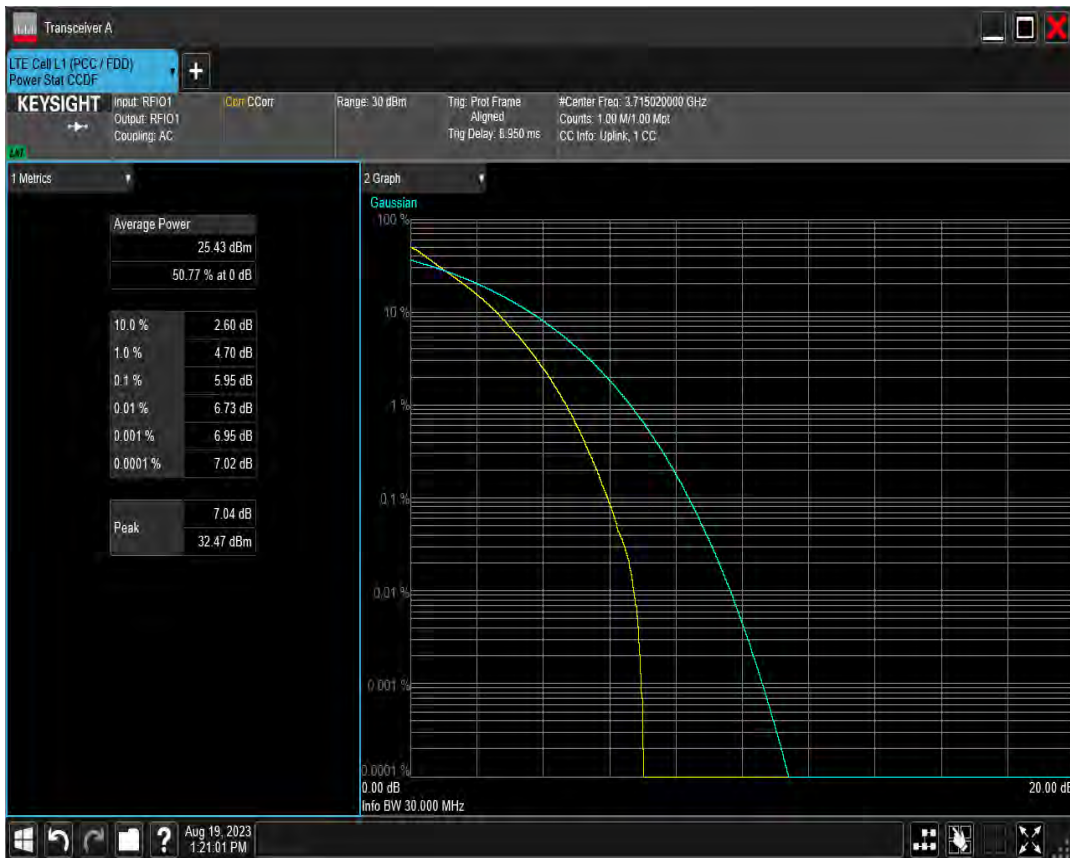 Transceiver A
LTE Cell L1 (PCC / FDD)
Power Stat CCDF
+
KEYSIGHT
Input: RFIO1
Output: RFIO1
Coupling: AC
Corr CCorr
Range: 30 dBm
Trig: Prot Frame
Aligned
Trig Delay: 8.950 ms
#Center Freq: 3.715020000 GHz
Counts: 1.00 M/1.00 Mpt
CC Info: Uplink, 1 CC
1 Metrics
Average Power
25.43 dBm
50.77 % at 0 dB
10.0 % 2.60 dB
1.0 % 4.70 dB
0.1 % 5.95 dB
0.01 % 6.73 dB
0.001 % 6.95 dB
0.0001 % 7.02 dB
Peak
7.04 dB
32.47 dBm
2 Graph
Gaussian
100 %
10 %
1 %
0.1 %
0.01 %
0.001 %
0.0001 %
0.00 dB
20.00 dB
Info BW 30.000 MHz
?
Aug 19, 2023
1:21:01 PM